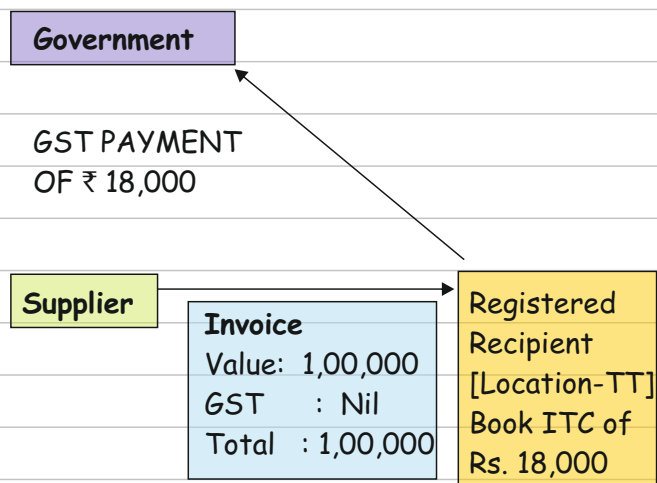 Government
GST PAYMENT
OF ₹ 18,000
Supplier
Invoice
Value: 1,00,000
GST : Nil
Total : 1,00,000
Registered
Recipient
[Location-TT]
Book ITC of
Rs. 18,000